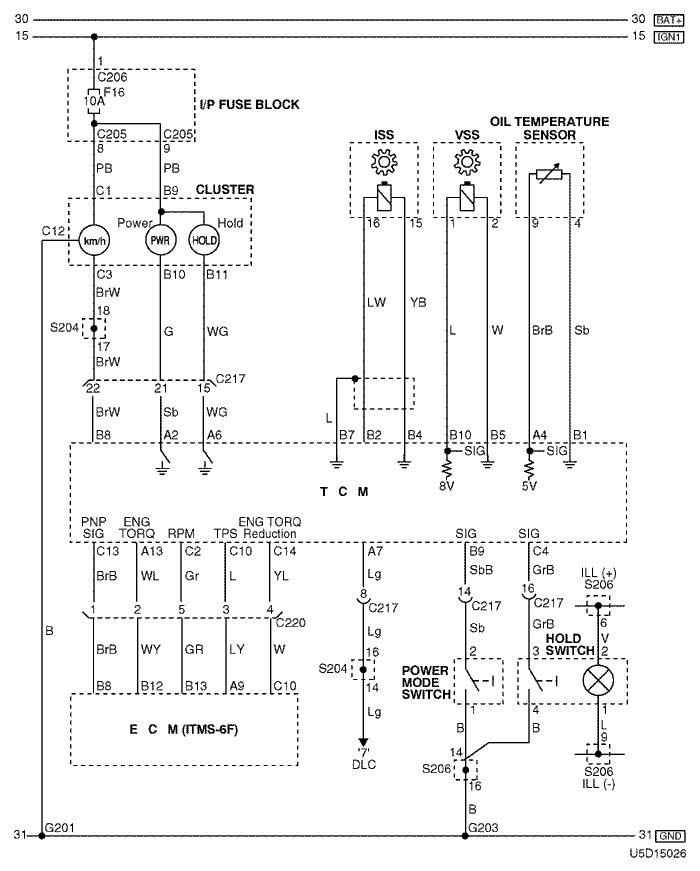 30 30 BAT+
15 15 IGN1
1
C206
F16
10A
I/P FUSE BLOCK
C205 C205
8 9
PB PB
C1 B9 CLUSTER
C12 Power Hold
km/h PWR HOLD
C3 B10 B11
BrW
18
S204 G WG
17
BrW
C217
22 21 15
BrW Sb WG
B8 A2 A6
ISS VSS OIL TEMPERATURE
SENSOR
16 15 1 2 9 4
LW YB L W BrB Sb
L
B7 B2 B4 B10 B5 A4 B1
SIG SIG
8V 5V
T C M
PNP ENG ENG TORQ
SIG TORQ RPM TPS Reduction SIG SIG
C13 A13 C2 C10 C14 A7 B9 C4
BrB WL Gr L YL Lg SbB GrB
1 2 5 3 4 C220
BrB WY GR LY W
B8 B12 B13 A9 C10
E C M (ITMS-6F)
B
8 C217
Lg
16
S204
14
Lg
'7'
DLC
14 C217 16 C217
Sb GrB
2 3
POWER
MODE
SWITCH
HOLD
SWITCH
1 4
B B
14
S206
16
B
ILL (+)
S206
6
V
2
1
L
9
S206
ILL (-)
31 G201 G203 31 GND
U5D15026